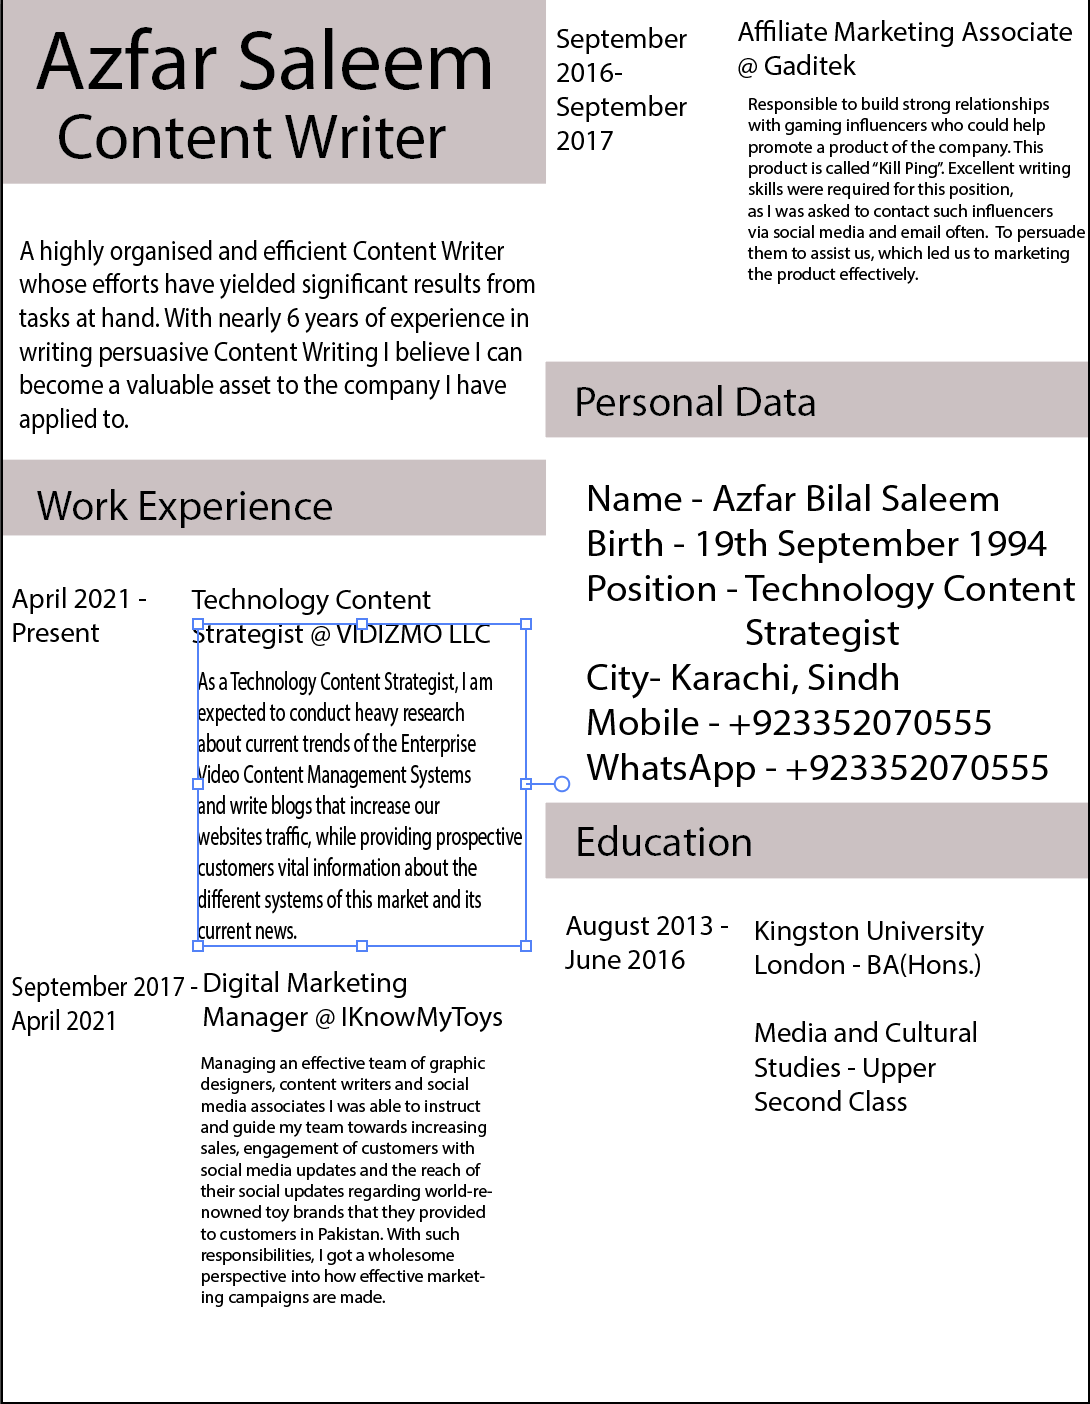 Azfar Saleem
Content Writer
A highly organised and efficient Content Writer
whose efforts have yielded significant results from
tasks at hand. With nearly 6 years of experience in
writing persuasive Content Writing I believe I can
become a valuable asset to the company I have
applied to.
Work Experience
April 2021 -
Present
Technology Content
Strategist @ VIDIZMO LLC
As a Technology Content Strategist, I am
expected to conduct heavy research
about current trends of the Enterprise
Video Content Management Systems
and write blogs that increase our
websites traffic, while providing prospective
customers vital information about the
different systems of this market and its
current news.
September 2017 -
April 2021
Digital Marketing
Manager @ IKnowMyToys
Managing an effective team of graphic
designers, content writers and social
media associates I was able to instruct
and guide my team towards increasing
sales, engagement of customers with
social media updates and the reach of
their social updates regarding world-re-
nowned toy brands that they provided
to customers in Pakistan. With such
responsibilities, I got a wholesome
perspective into how effective market-
ing campaigns are made.
September
2016-
September
2017
Affiliate Marketing Associate
@ Gaditek
Responsible to build strong relationships
with gaming influencers who could help
promote a product of the company. This
product is called “Kill Ping”. Excellent writing
skills were required for this position,
as I was asked to contact such influencers
via social media and email often.  To persuade
them to assist us, which led us to marketing
the product effectively.
Personal Data
Name - Azfar Bilal Saleem
Birth - 19th September 1994
Position - Technology Content
Strategist
City- Karachi, Sindh
Mobile - +923352070555
WhatsApp - +923352070555
Education
August 2013 -
June 2016
Kingston University
London - BA(Hons.)
Media and Cultural
Studies - Upper
Second Class